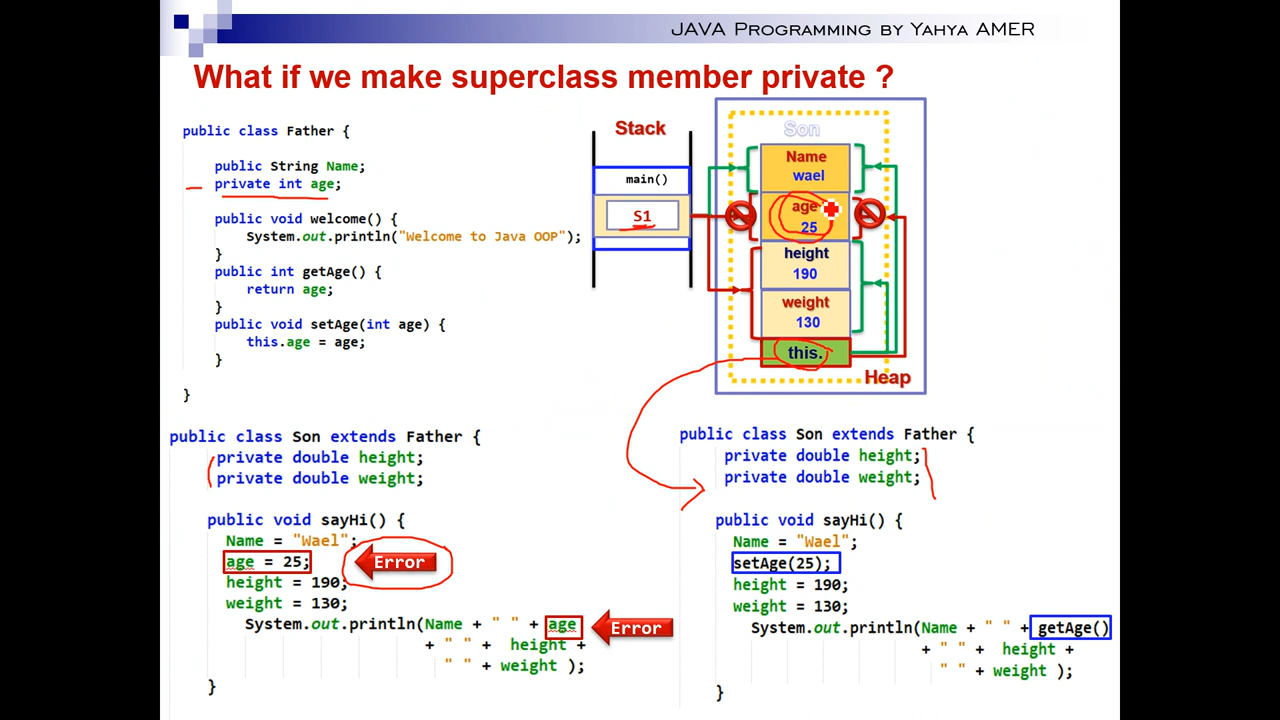 JAVA Programming by Yahya AMER
What if we make superclass member private ?
public class Father {
public String Name;
private int age;
public void welcome() {
System.out.println("Welcome to Java OOP");
}
public int getAge() {
return age;
}
public void setAge(int age) {
this.age = age;
}
}
Stack
main()
S1
Son
Name
wael
age
25
height
190
weight
130
this.
Heap
public class Son extends Father {
private double height;
private double weight;
public void sayHi() {
Name = "Wael";
age = 25;
Error
height = 190;
weight = 130;
System.out.println(Name + " " + age
Error
+ " " + height +
" " + weight );
}
public class Son extends Father {
private double height;
private double weight;
public void sayHi() {
Name = "Wael";
setAge(25);
height = 190;
weight = 130;
System.out.println(Name + " " + getAge()
+ " " + height +
" " + weight );
}